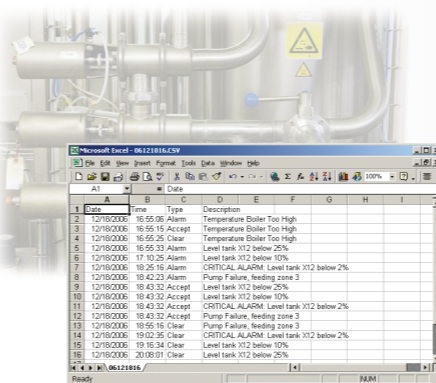 Microsoft Excel - 06121816.CSV
File Edit View Insert Format Tools Data Window Help
100%
A1 = Date
A B C D E F G H I
1 Date Time Type Description
2 12/18/2006 16:55:06 Alarm Temperature Boiler Too High
3 12/18/2006 16:55:15 Accept Temperature Boiler Too High
4 12/18/2006 16:55:25 Clear Temperature Boiler Too High
5 12/18/2006 16:55:33 Alarm Level tank X12 below 25%
6 12/18/2006 17:10:25 Alarm Level tank X12 below 10%
7 12/18/2006 18:25:16 Alarm CRITICAL ALARM: Level tank X12 below 2%
8 12/18/2006 18:42:23 Alarm Pump Failure, feeding zone 3
9 12/18/2006 18:43:32 Accept Level tank X12 below 25%
10 12/18/2006 18:43:32 Accept Level tank X12 below 10%
11 12/18/2006 18:43:32 Accept CRITICAL ALARM: Level tank X12 below 2%
12 12/18/2006 18:43:32 Accept Pump Failure, feeding zone 3
13 12/18/2006 18:55:16 Clear Pump Failure, feeding zone 3
14 12/18/2006 19:02:35 Clear CRITICAL ALARM: Level tank X12 below 2%
15 12/18/2006 19:16:34 Clear Level tank X12 below 10%
16 12/18/2006 20:08:01 Clear Level tank X12 below 25%
06121816
Ready NUM